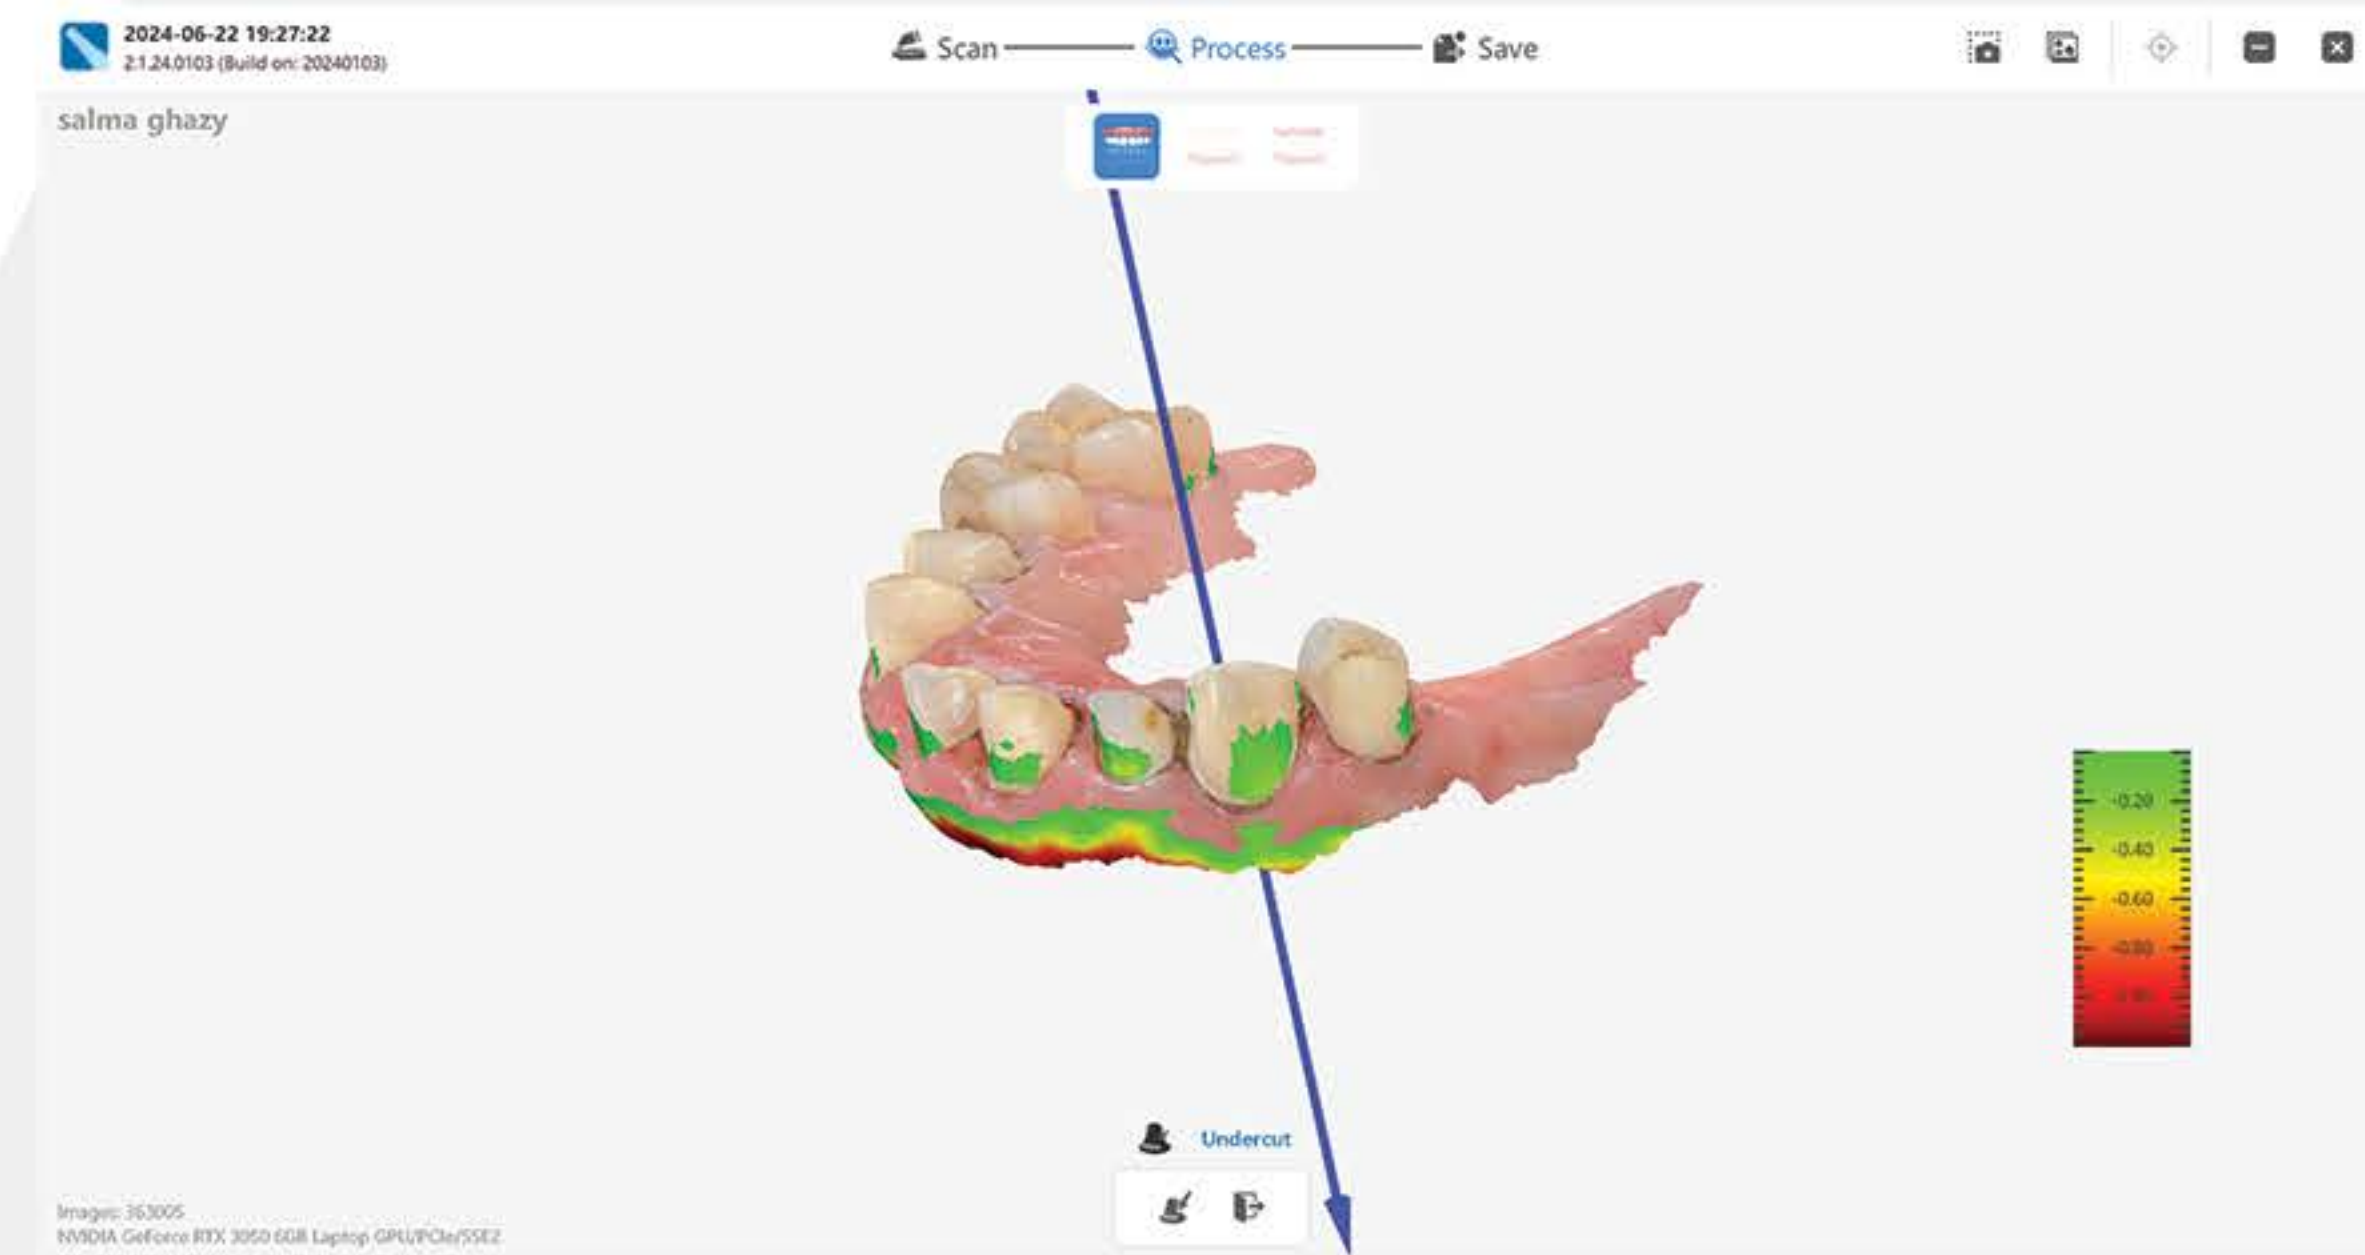 2024-06-22 19:27:22
2.1.24.0103 (Build on: 20240103)
Scan
Process
Save
salma ghazy
-0.20
-0.40
-0.60
-0.80
Undercut
Images: 363005
NVIDIA GeForce RTX 3050 6GB Laptop GPU/PCIe/SSE2